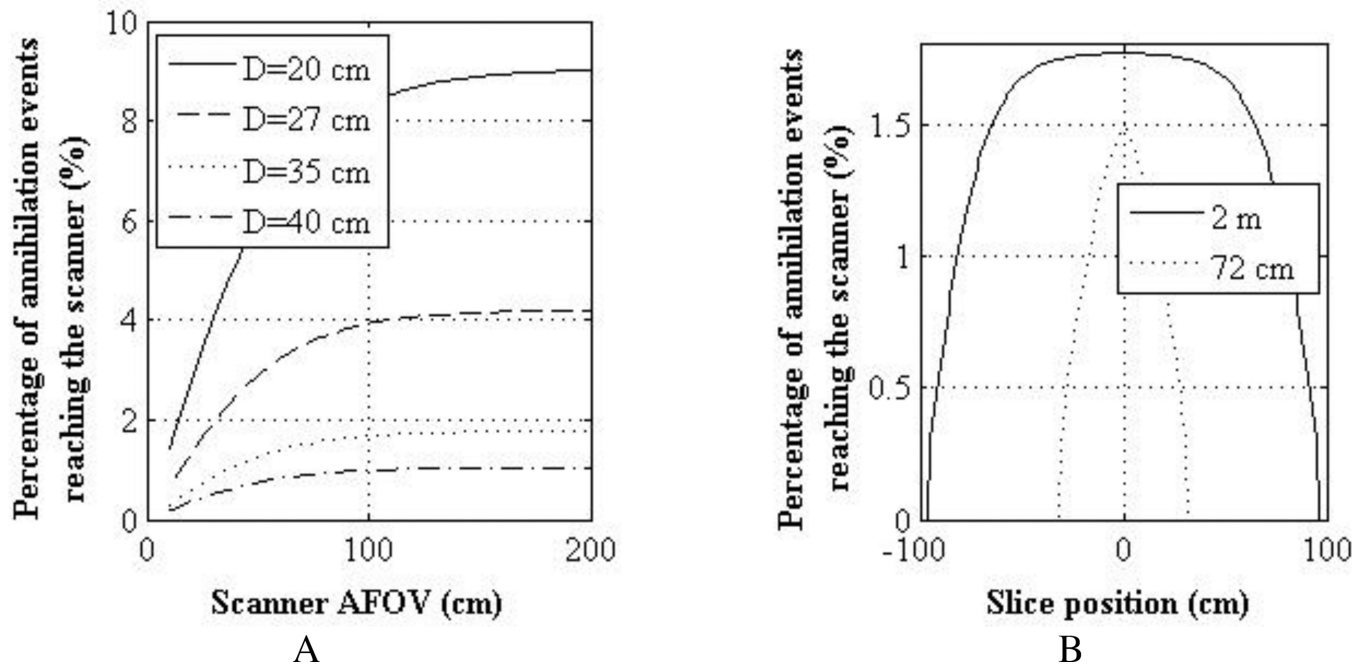 Percentage of annihilation events
reaching the scanner (%)
10
8
6
4
2
0
D=20 cm
D=27 cm
D=35 cm
D=40 cm
0
100
200
Scanner AFOV (cm)
A
Percentage of annihilation events
reaching the scanner (%)
1.5
1
0.5
0
2 m
72 cm
-100
0
100
Slice position (cm)
B